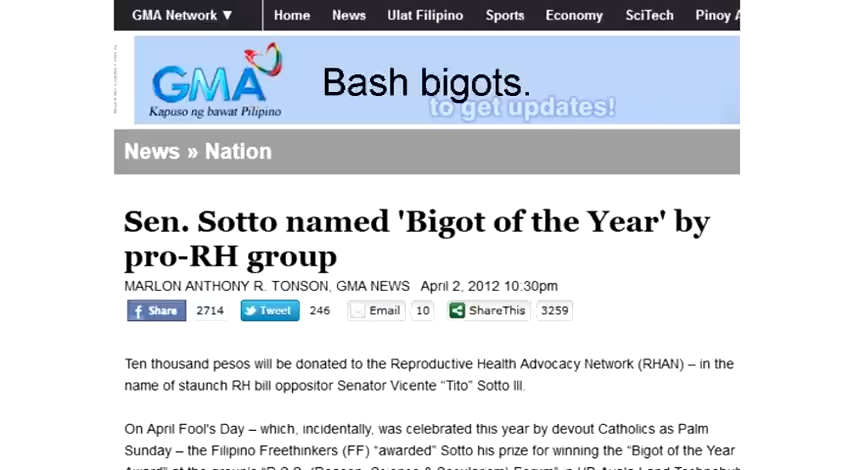 GMA Network ▼ Home News Ulat Filipino Sports Economy SciTech Pinoy
GMA
Kapuso ng bawat Pilipino
Bash bigots.
to get updates!
News » Nation
Sen. Sotto named 'Bigot of the Year' by
pro-RH group
MARLON ANTHONY R. TONSON, GMA NEWS April 2, 2012 10:30pm
Share 2714 Tweet 246 Email 10 ShareThis 3259
Ten thousand pesos will be donated to the Reproductive Health Advocacy Network (RHAN) – in the
name of staunch RH bill oppositor Senator Vicente “Tito” Sotto III.
On April Fool's Day – which, incidentally, was celebrated this year by devout Catholics as Palm
Sunday – the Filipino Freethinkers (FF) “awarded” Sotto his prize for winning the “Bigot of the Year